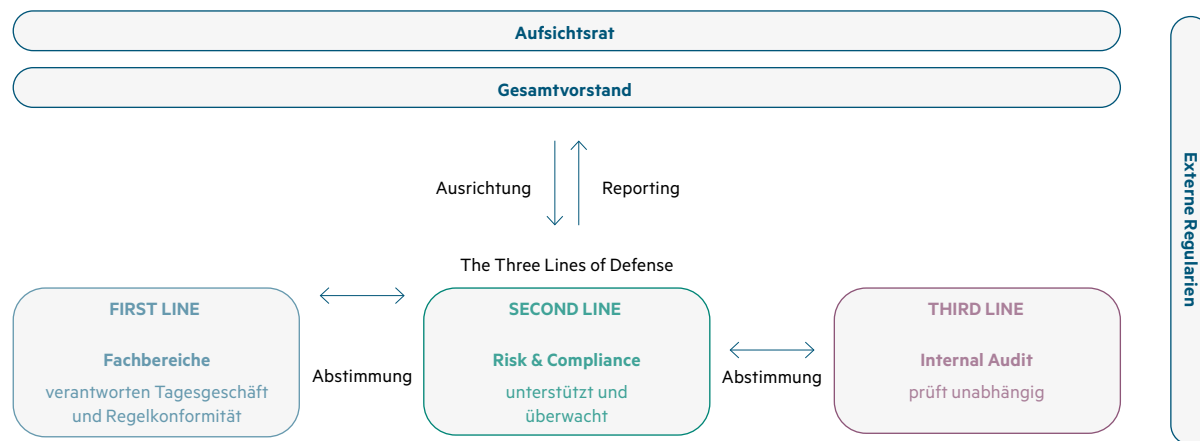 Aufsichtsrat
Gesamtvorstand
Ausrichtung
Reporting
The Three Lines of Defense
FIRST LINE
Fachbereiche
verantworten Tagesgeschäft
und Regelkonformität
Abstimmung
SECOND LINE
Risk & Compliance
unterstützt und
überwacht
Abstimmung
THIRD LINE
Internal Audit
prüft unabhängig
Externe Regularien